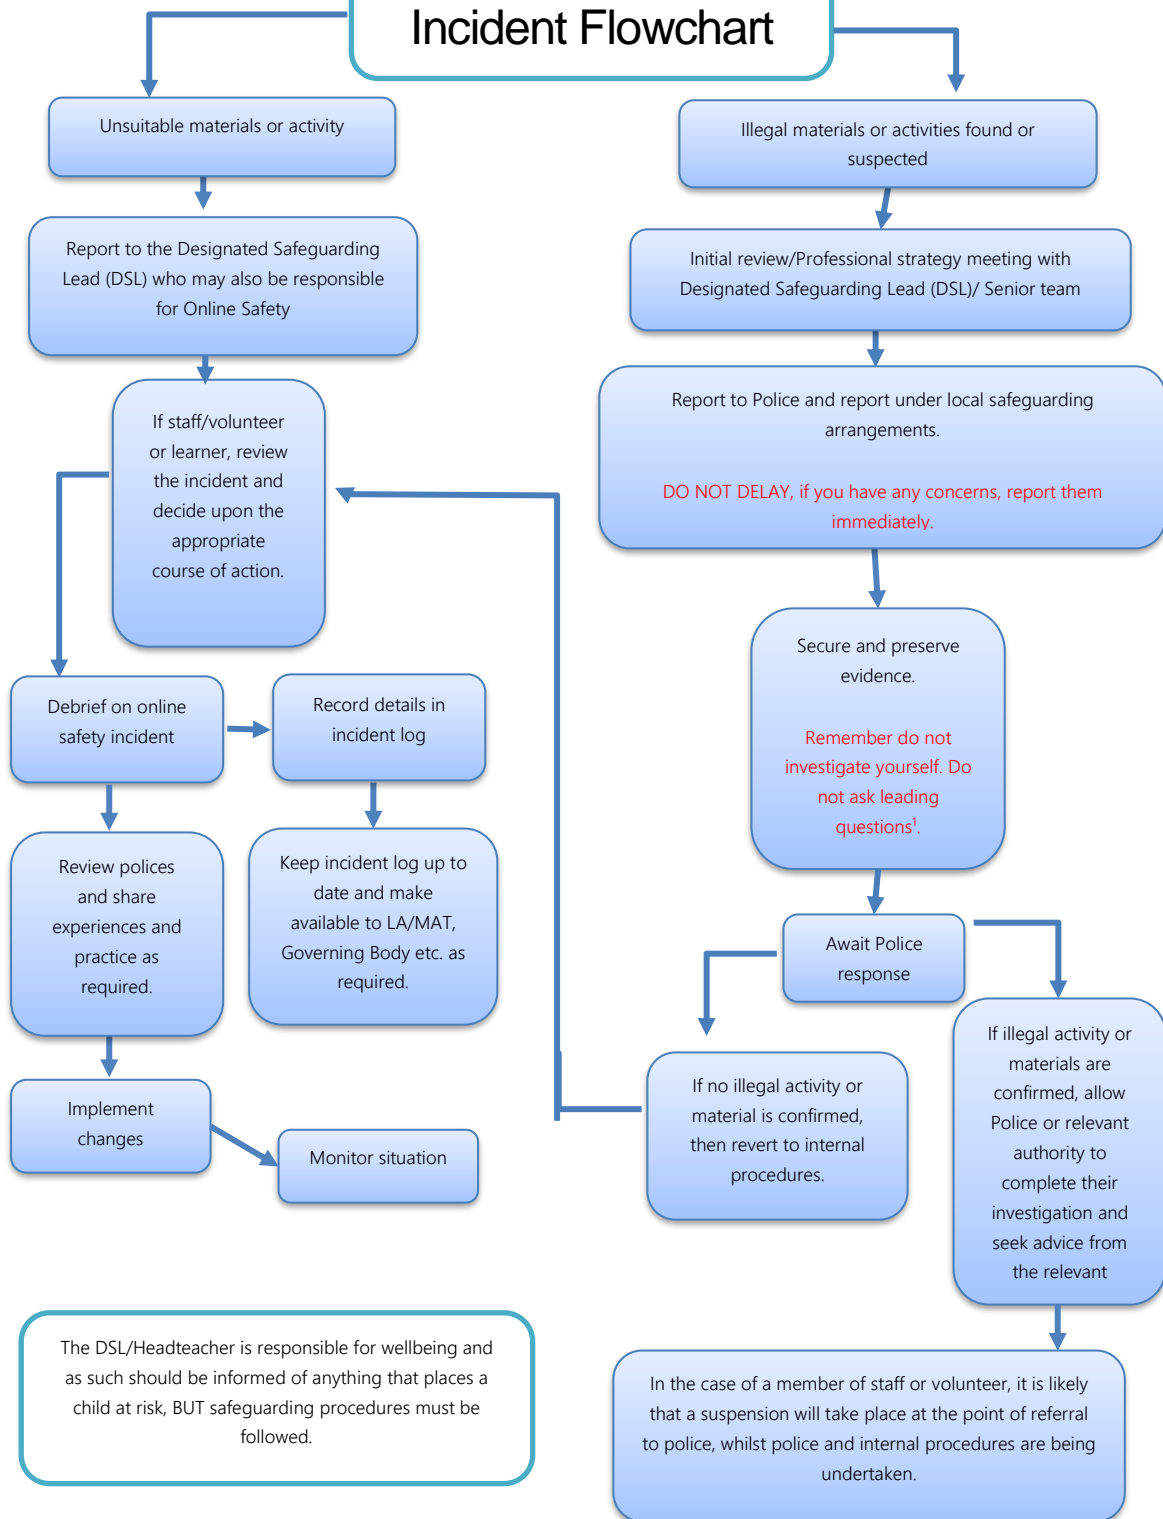 Incident Flowchart
Unsuitable materials or activity
Illegal materials or activities found or
suspected
Report to the Designated Safeguarding
Lead (DSL) who may also be responsible
for Online Safety
Initial review/Professional strategy meeting with
Designated Safeguarding Lead (DSL)/ Senior team
If staff/volunteer
or learner, review
the incident and
decide upon the
appropriate
course of action.
Report to Police and report under local safeguarding
arrangements.
DO NOT DELAY, if you have any concerns, report them
immediately.
Secure and preserve
evidence.
Remember do not
investigate yourself. Do
not ask leading
questions¹.
Debrief on online
safety incident
Record details in
incident log
Review polices
and share
experiences and
practice as
required.
Keep incident log up to
date and make
available to LA/MAT,
Governing Body etc. as
required.
Await Police
response
If no illegal activity or
material is confirmed,
then revert to internal
procedures.
If illegal activity or
materials are
confirmed, allow
Police or relevant
authority to
complete their
investigation and
seek advice from
the relevant
Implement
changes
Monitor situation
The DSL/Headteacher is responsible for wellbeing and
as such should be informed of anything that places a
child at risk, BUT safeguarding procedures must be
followed.
In the case of a member of staff or volunteer, it is likely
that a suspension will take place at the point of referral
to police, whilst police and internal procedures are being
undertaken.